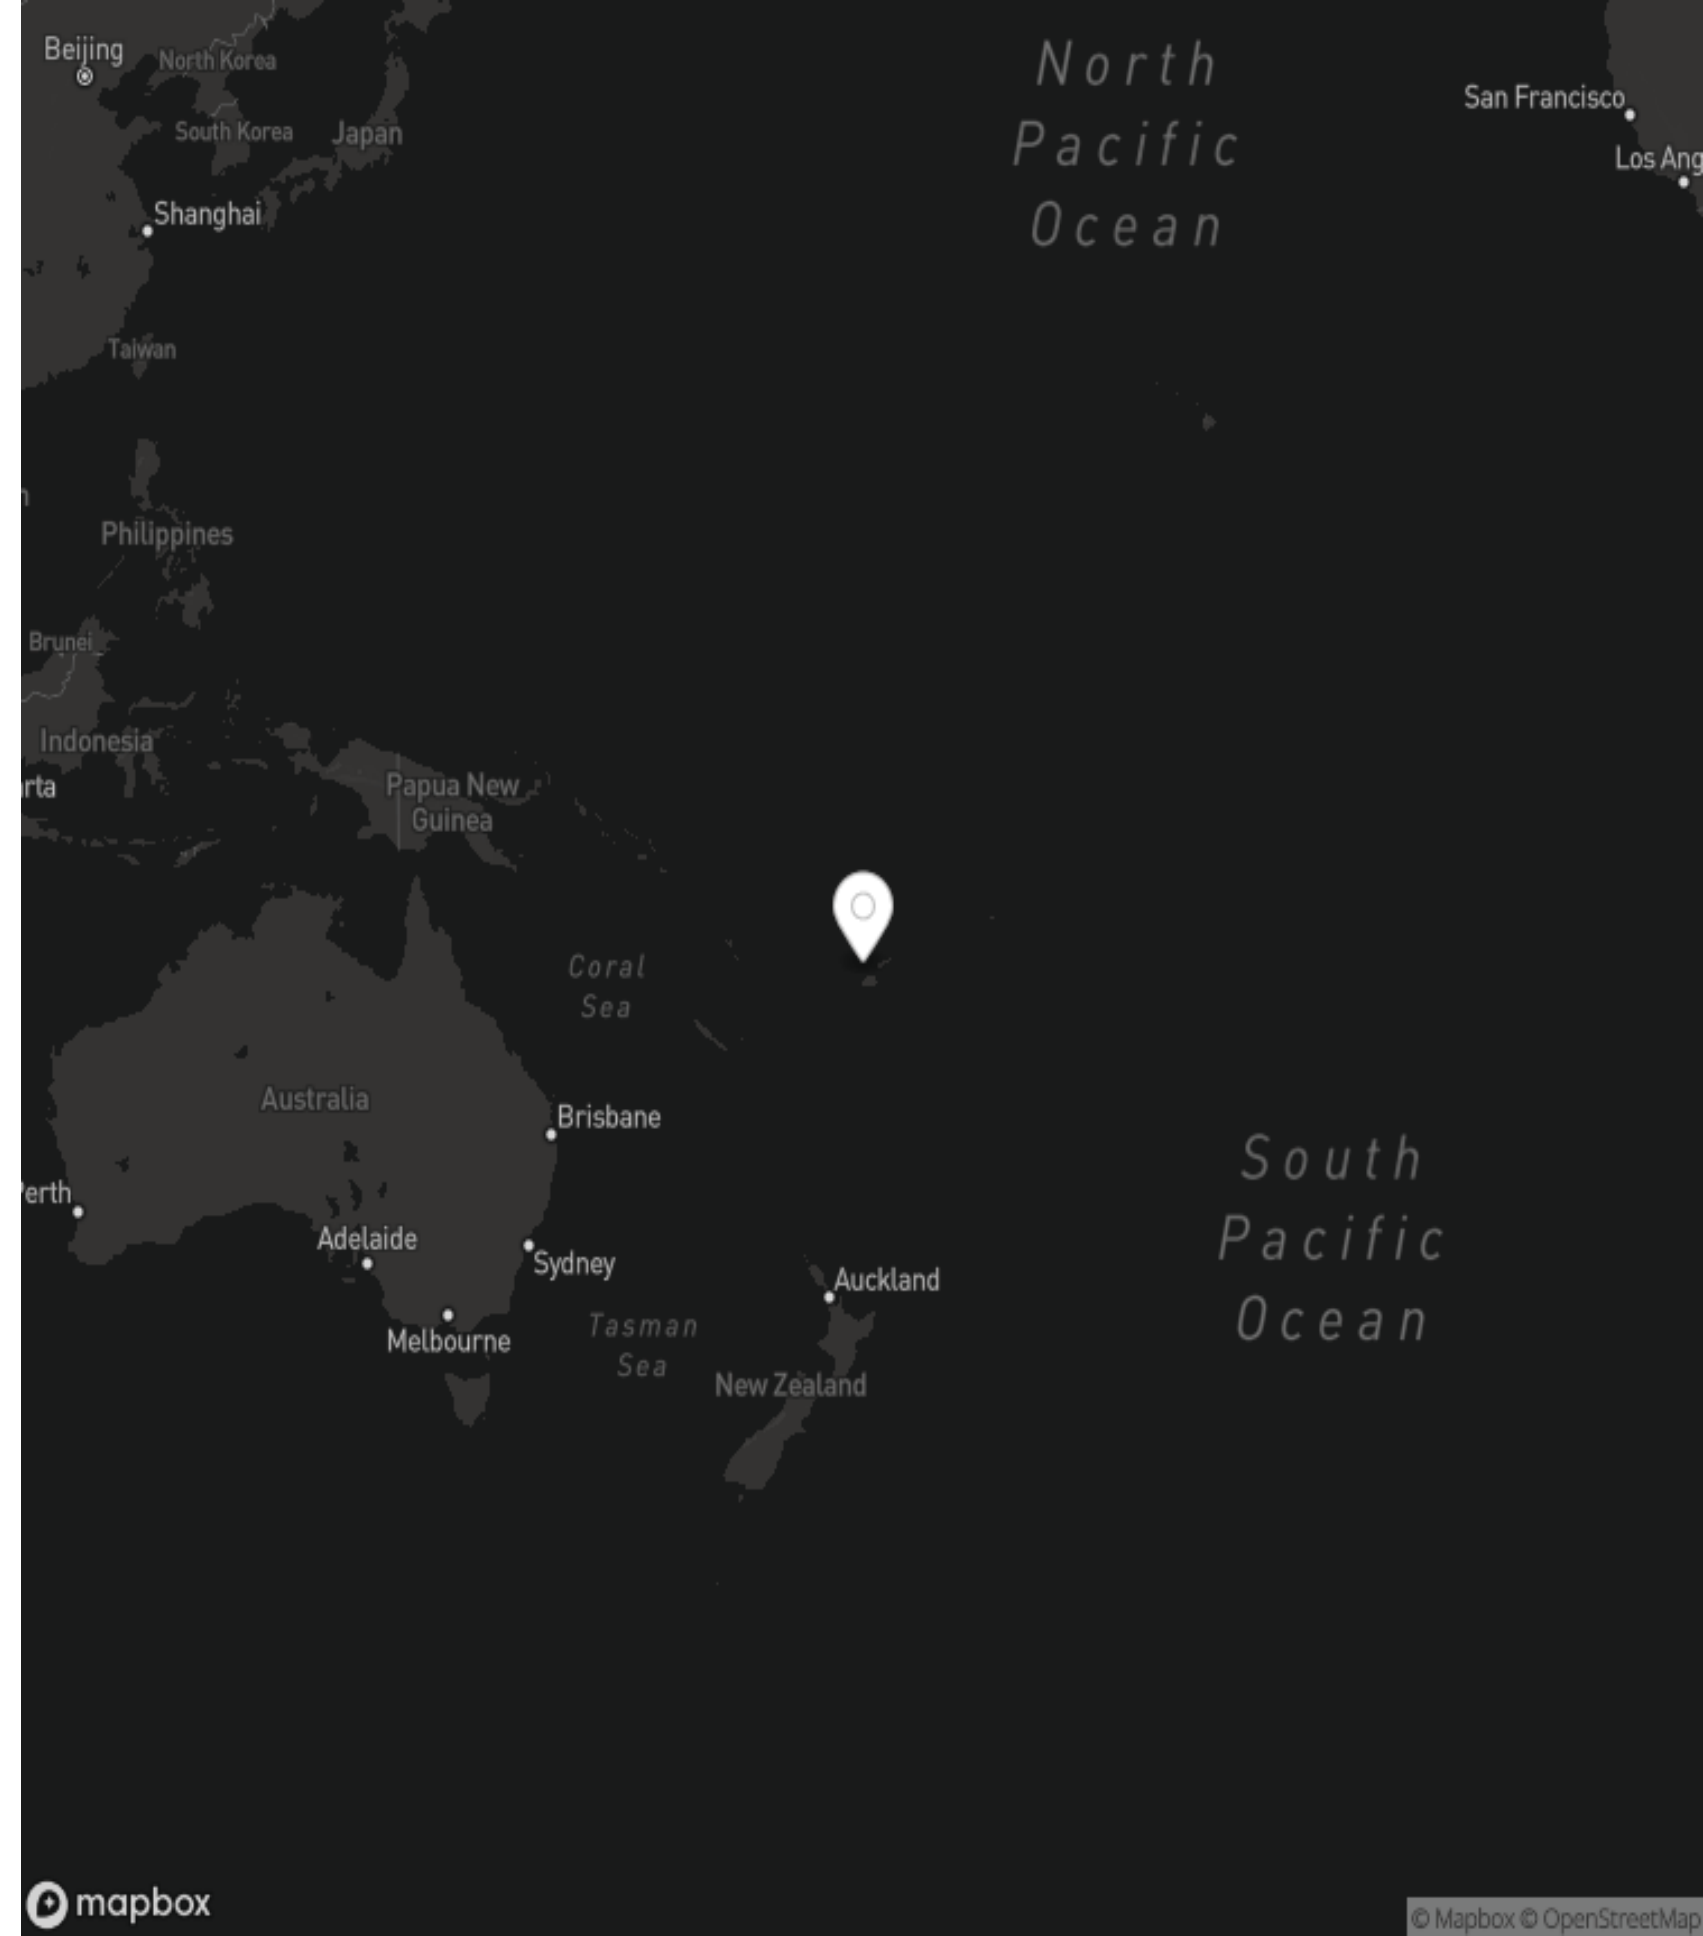 Beijing
North Korea
South Korea
Japan
Shanghai
Taiwan
North
Pacific
Ocean
San Francisco
Los Ang
Philippines
Brunei
Indonesia
rta
Papua New
Guinea
Coral
Sea
Australia
Brisbane
erth
Adelaide
Sydney
Melbourne
Tasman
Sea
Auckland
New Zealand
South
Pacific
Ocean
mapbox
© Mapbox © OpenStreetMap